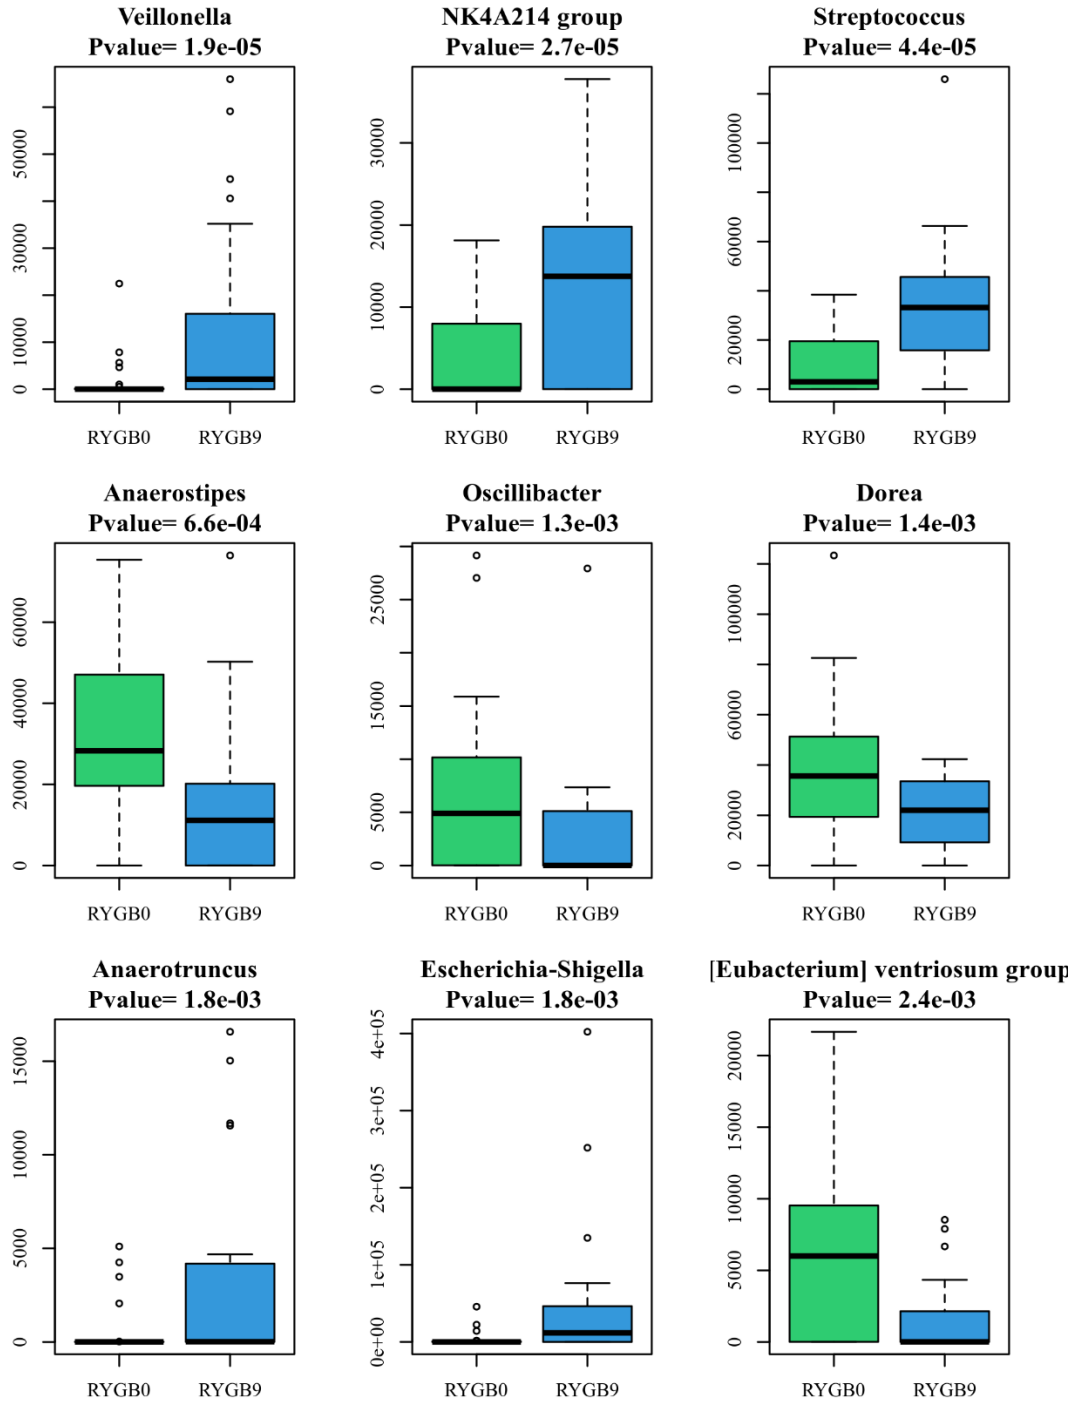 Veillonella
Pvalue= 1.9e-05
0
10000
30000
50000
RYGB0 RYGB9
NK4A214 group
Pvalue= 2.7e-05
0
10000
20000
30000
RYGB0 RYGB9
Streptococcus
Pvalue= 4.4e-05
0
20000
60000
100000
RYGB0 RYGB9
Anaerostipes
Pvalue= 6.6e-04
0
20000
40000
60000
RYGB0 RYGB9
Oscillibacter
Pvalue= 1.3e-03
0
5000
15000
25000
RYGB0 RYGB9
Dorea
Pvalue= 1.4e-03
0
20000
60000
100000
RYGB0 RYGB9
Anaerotruncus
Pvalue= 1.8e-03
0
5000
10000
15000
RYGB0 RYGB9
Escherichia-Shigella
Pvalue= 1.8e-03
0e+00
1e+05
2e+05
3e+05
4e+05
RYGB0 RYGB9
[Eubacterium] ventriosum group
Pvalue= 2.4e-03
0
5000
10000
15000
20000
RYGB0 RYGB9